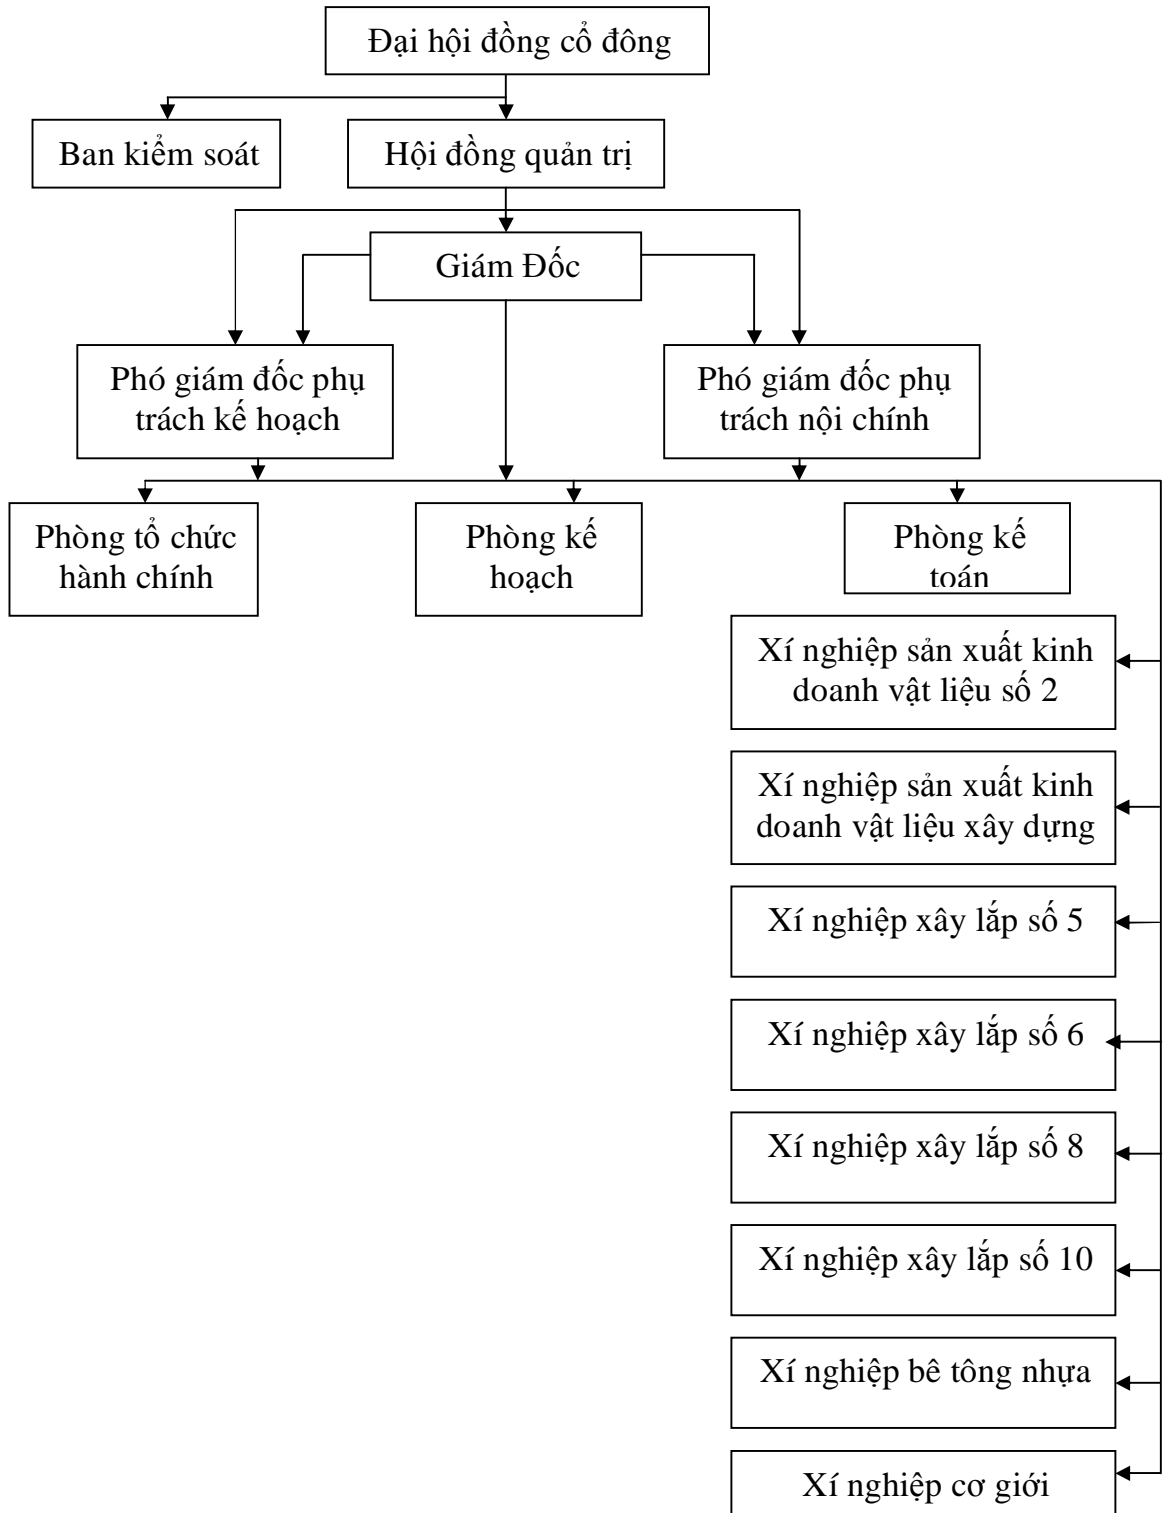 Đại hội đồng cổ đông
Ban kiểm soát
Hội đồng quản trị
Giám Đốc
Phó giám đốc phụ
trách kế hoạch
Phó giám đốc phụ
trách nội chính
Phòng tổ chức
hành chính
Phòng kế
hoạch
Phòng kế
toán
Xí nghiệp sản xuất kinh
doanh vật liệu số 2
Xí nghiệp sản xuất kinh
doanh vật liệu xây dựng
Xí nghiệp xây lắp số 5
Xí nghiệp xây lắp số 6
Xí nghiệp xây lắp số 8
Xí nghiệp xây lắp số 10
Xí nghiệp bê tông nhựa
Xí nghiệp cơ giới